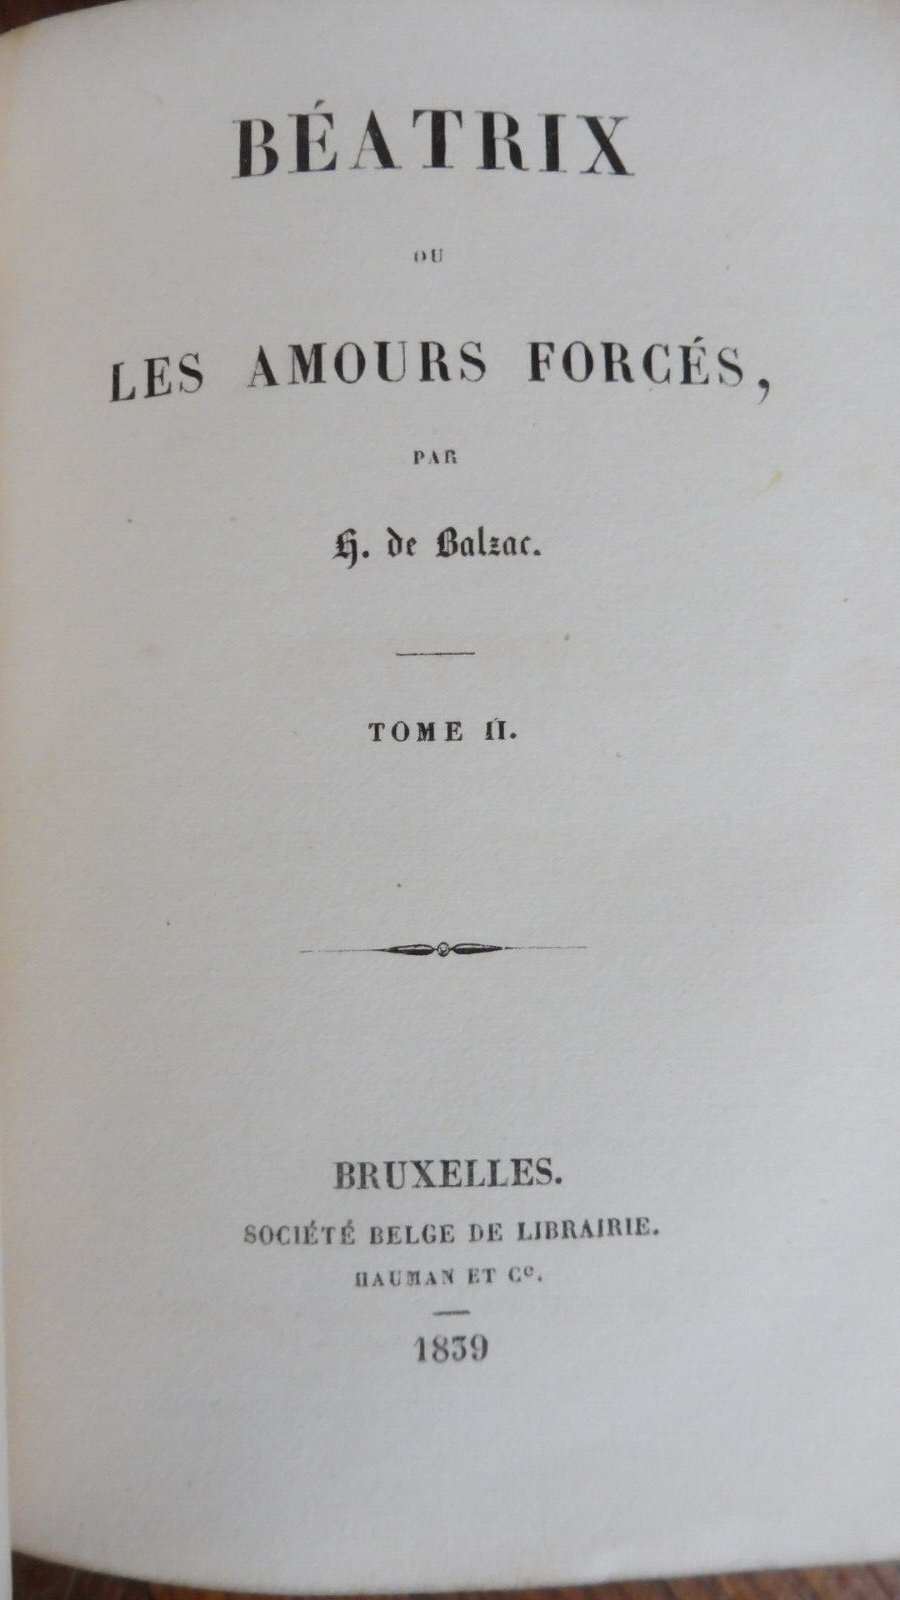 BÉATRIX
OU
LES AMOURS FORCÉS,
PAR
H. de Balzac.
TOME II.
BRUXELLES.
SOCIÉTÉ BELGE DE LIBRAIRIE.
HAUMAN ET Cᵉ.
1839